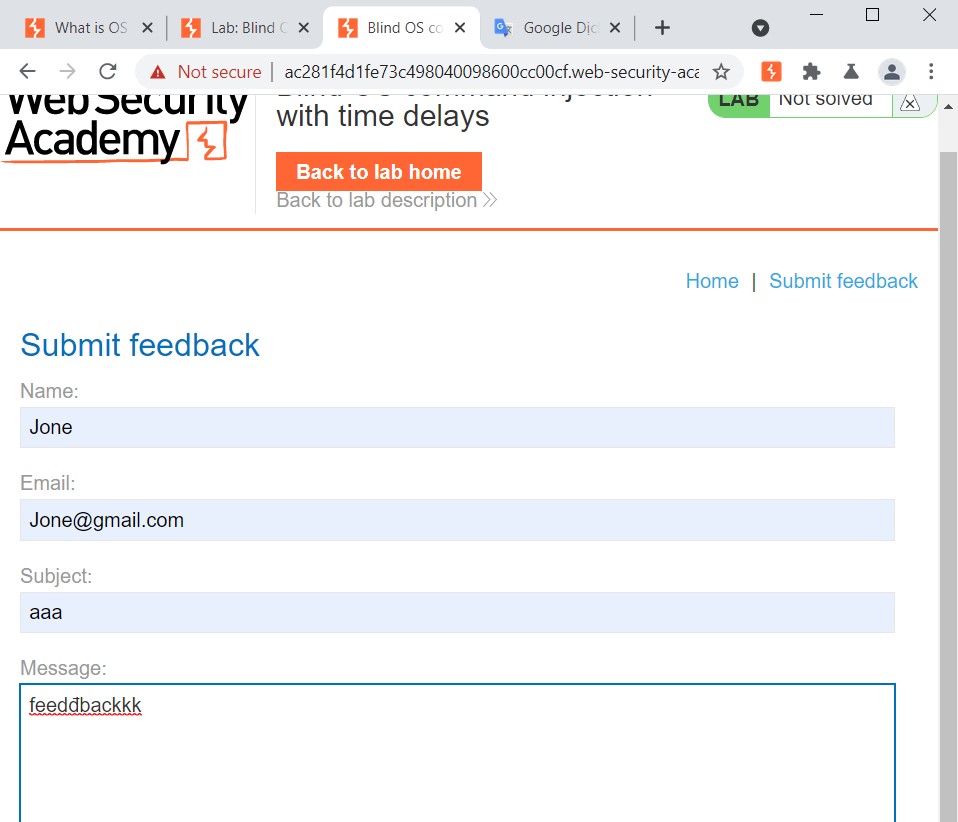 What is OS
Lab: Blind
Blind OS co
Google Dic
Not secure
ac281f4d1fe73c498040098600cc00cf.web-security-aca
Web Security
Academy
Blind OS command injection
with time delays
LAB
Not solved
Back to lab home
Back to lab description
Home | Submit feedback
Submit feedback
Name:
Jone
Email:
Jone@gmail.com
Subject:
aaa
Message:
feedđbackkk